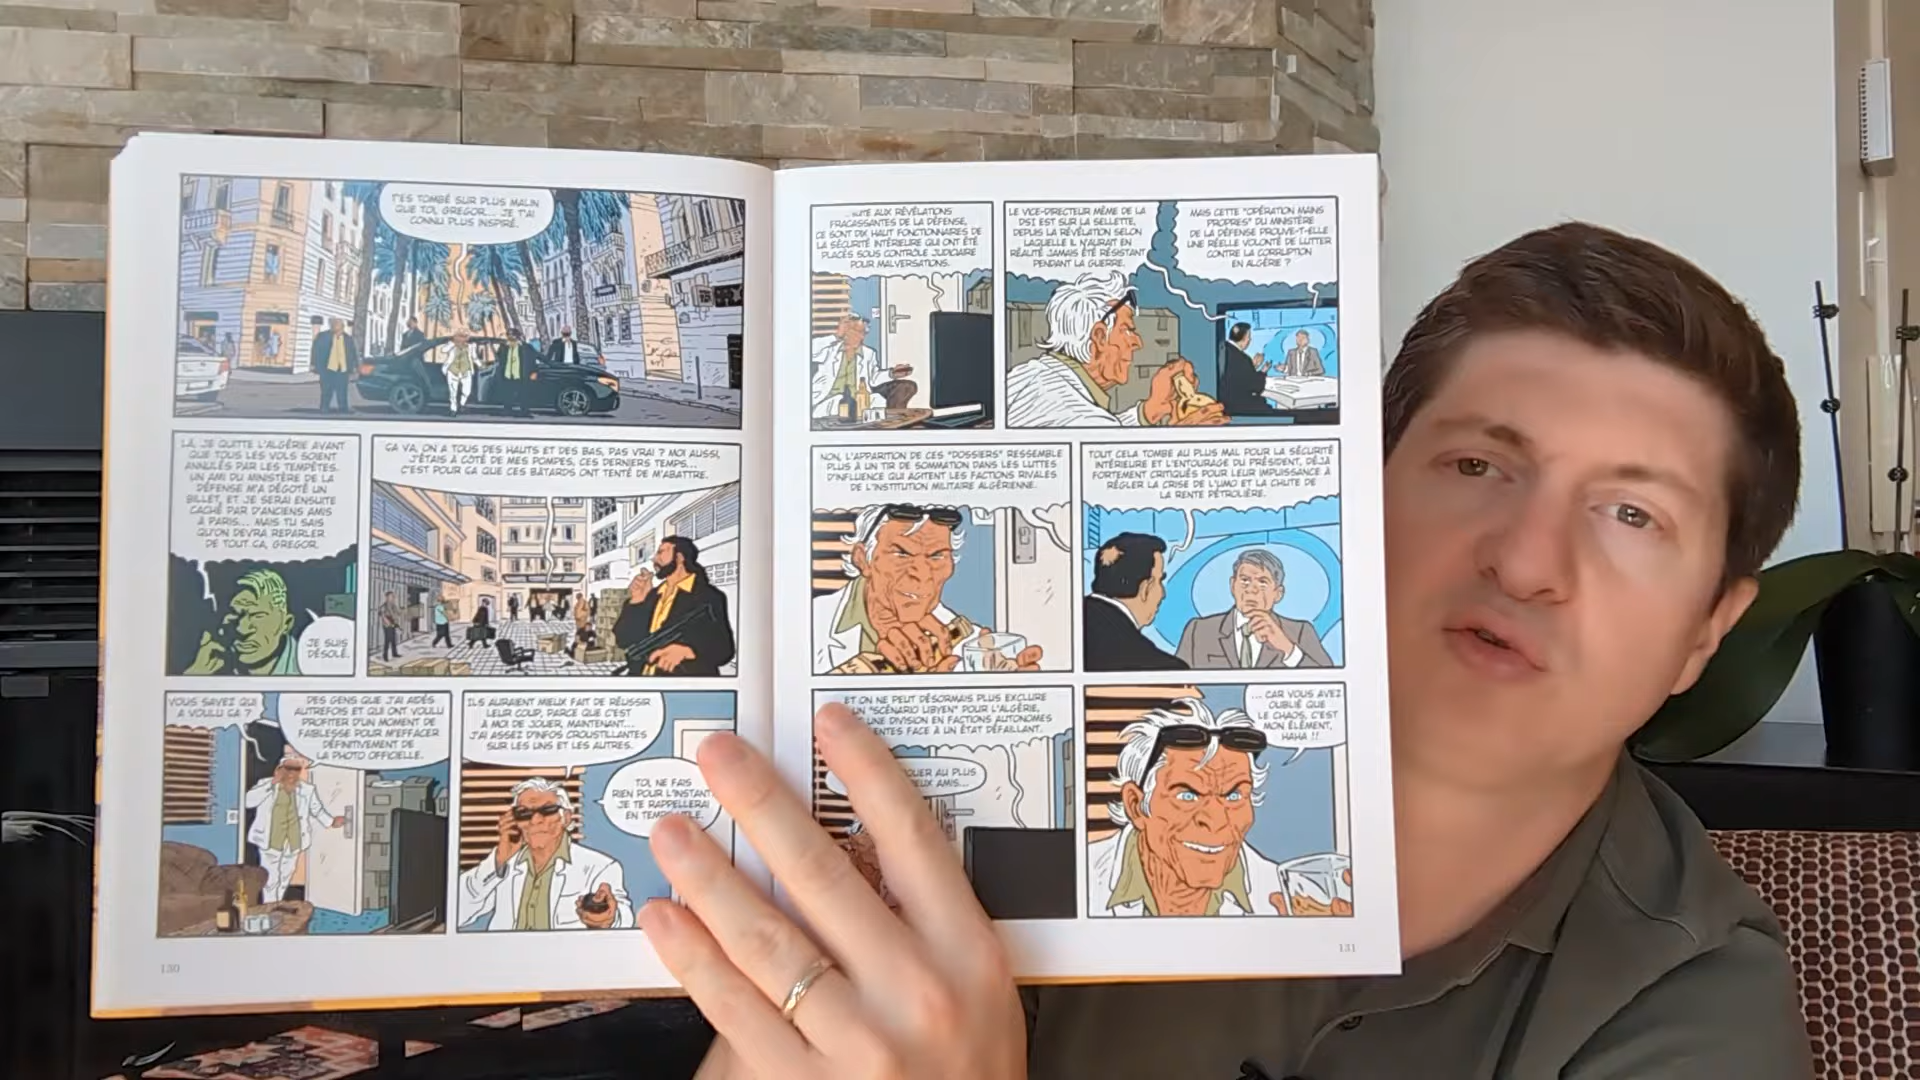 T'ES TOMBÉ SUR PLUS MALIN
QUE TOI, GREGOR... JE T'AI
CONNU PLUS INSPIRÉ.
LÀ, JE QUITTE L'ALGÉRIE AVANT
QUE TOUS LES VOLS SOIENT
ANNULÉS PAR LES TEMPÊTES.
UN AMI DU MINISTÈRE DE LA
DÉFENSE M'A DÉGOTÉ UN
BILLET, ET JE SERAI ENSUITE
CACHÉ PAR D'ANCIENS AMIS
À PARIS... MAIS TU SAIS
QU'ON DEVRA REPARLER
DE TOUT ÇA, GREGOR.
JE SUIS
DÉSOLÉ.
ÇA VA, ON A TOUS DES HAUTS ET DES BAS, PAS VRAI ? MOI AUSSI,
J'ÉTAIS À CÔTÉ DE MES POMPES, CES DERNIERS TEMPS...
C'EST POUR ÇA QUE CES BÂTARDS ONT TENTÉ DE M'ABATTRE.
VOUS SAVEZ QUI
A VOULU ÇA ?
DES GENS QUE J'AI AIDÉS
AUTREFOIS ET QUI ONT VOULU
PROFITER D'UN MOMENT DE
FAIBLESSE POUR M'EFFACER
DÉFINITIVEMENT DE
LA PHOTO OFFICIELLE.
ILS AURAIENT MIEUX FAIT DE RÉUSSIR
LEUR COUP, PARCE QUE C'EST
À MOI DE JOUER, MAINTENANT...
J'AI ASSEZ D'INFOS CROUSTILLANTES
SUR LES UNS ET LES AUTRES.
TOI, NE FAIS
RIEN POUR L'INSTANT.
JE TE RAPPELLERAI
EN TEMPS UTILE.
130
...SUITE AUX RÉVÉLATIONS
FRACASSANTES DE LA DÉFENSE,
CE SONT DIX HAUT FONCTIONNAIRES DE
LA SÉCURITÉ INTÉRIEURE QUI ONT ÉTÉ
PLACÉS SOUS CONTRÔLE JUDICIAIRE
POUR MALVERSATIONS.
LE VICE-DIRECTEUR MÊME DE LA
DSI EST SUR LA SELLETTE,
DEPUIS LA RÉVÉLATION SELON
LAQUELLE IL N'AURAIT EN
RÉALITÉ JAMAIS ÉTÉ RÉSISTANT
PENDANT LA GUERRE.
MAIS CETTE "OPÉRATION MAINS
PROPRES" DU MINISTÈRE
DE LA DÉFENSE PROUVE-T-ELLE
UNE RÉELLE VOLONTÉ DE LUTTER
CONTRE LA CORRUPTION
EN ALGÉRIE ?
NON, L'APPARITION DE CES "DOSSIERS" RESSEMBLE
PLUS À UN TIR DE SOMMATION DANS LES LUTTES
D'INFLUENCE QUI AGITENT LES FACTIONS RIVALES
DE L'INSTITUTION MILITAIRE ALGÉRIENNE.
TOUT CELA TOMBE AU PLUS MAL POUR LA SÉCURITÉ
INTÉRIEURE ET L'ENTOURAGE DU PRÉSIDENT, DÉJÀ
FORTEMENT CRITIQUÉS POUR LEUR IMPUISSANCE À
RÉGLER LA CRISE DE L'UMO ET LA CHUTE DE
LA RENTE PÉTROLIÈRE.
ET ON NE PEUT DÉSORMAIS PLUS EXCLURE
UN "SCÉNARIO LIBYEN" POUR L'ALGÉRIE,
UNE DIVISION EN FACTIONS AUTONOMES
FACE À UN ÉTAT DÉFAILLANT.
AU PLUS
AMIS...
... CAR VOUS AVEZ
OUBLIÉ QUE
LE CHAOS, C'EST
MON ÉLÉMENT.
HAHA !!
131